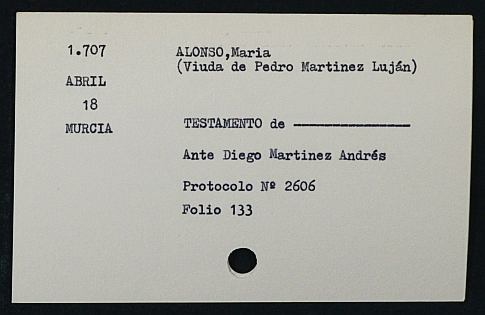 1.707
ABRIL
18
MURCIA
ALONSO,Maria
(Viuda de Pedro Martinez Luján)
TESTAMENTO de ————————
Ante Diego Martinez Andrés
Protocolo Nº 2606
Folio 133